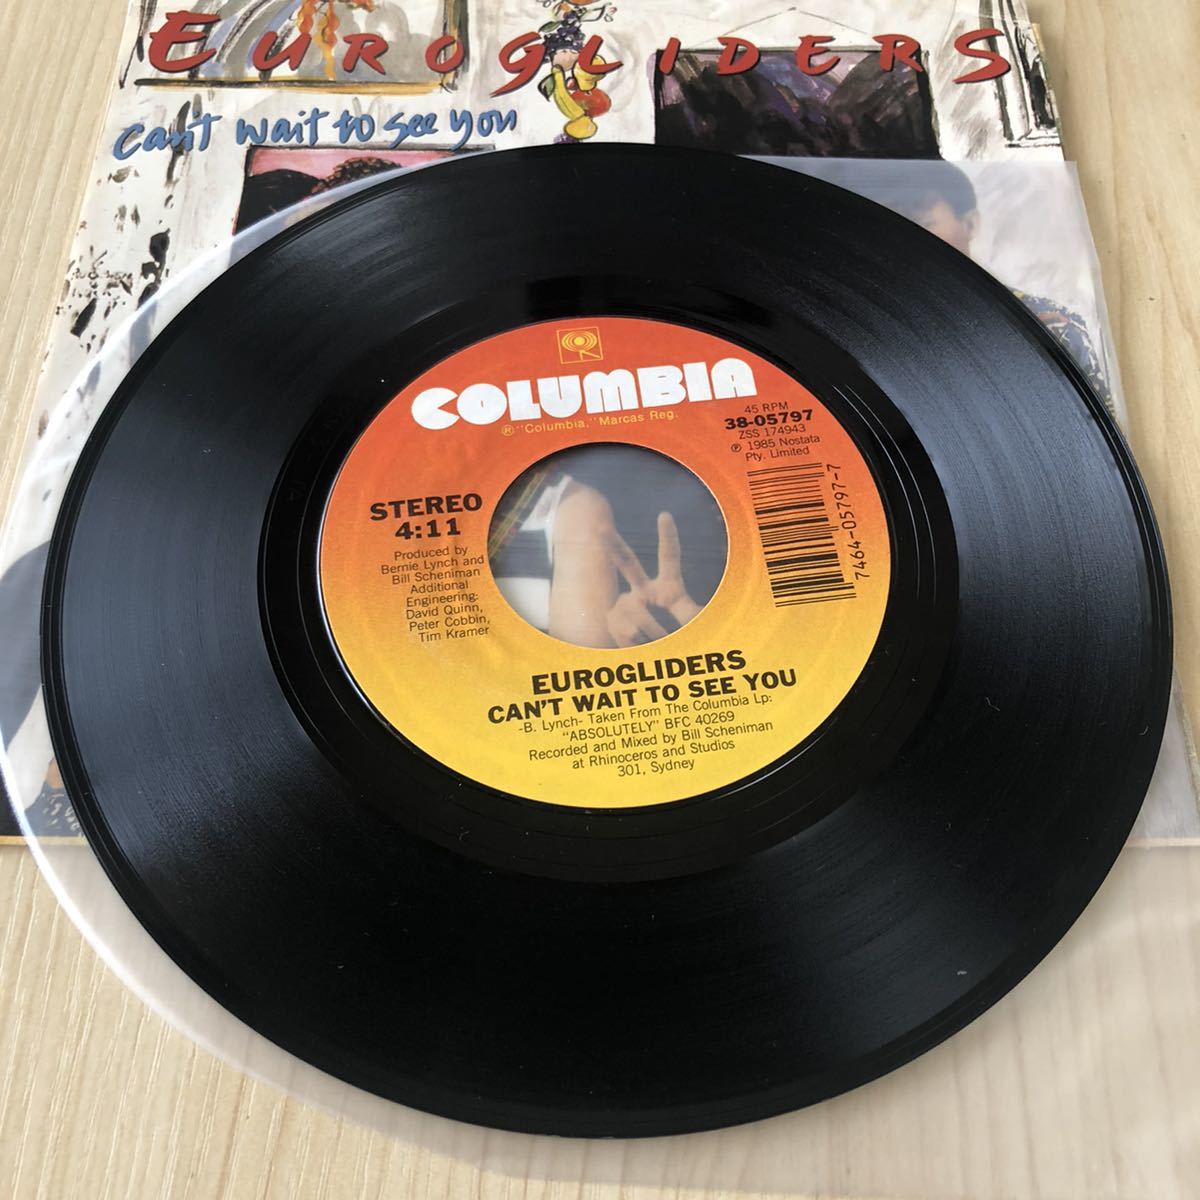 EUROGLIDERS
can't wait to see you
COLUMBIA
®"Columbia," Marcas Reg.
45 RPM
38-05797
ZSS 174943
℗ 1985 Nostata
Pty. Limited
STEREO
4:11
Produced by
Bernie Lynch and
Bill Scheniman
Additional
Engineering:
David Quinn,
Peter Cobbin,
Tim Kramer
7464-05797-7
EUROGLIDERS
CAN'T WAIT TO SEE YOU
-B. Lynch- Taken From The Columbia Lp:
"ABSOLUTELY" BFC 40269
Recorded and Mixed by Bill Scheniman
at Rhinoceros and Studios
301, Sydney